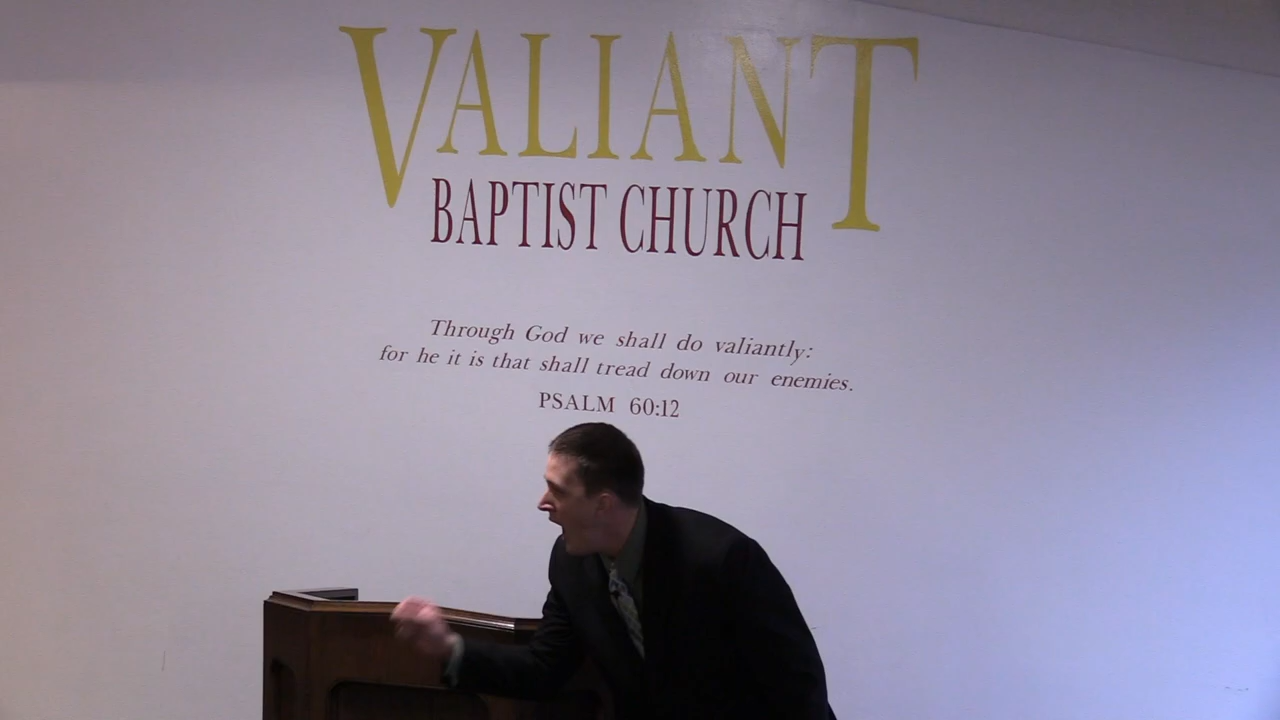 VALIANT
BAPTIST CHURCH
Through God we shall do valiantly:
for he it is that shall tread down our enemies.
PSALM 60:12